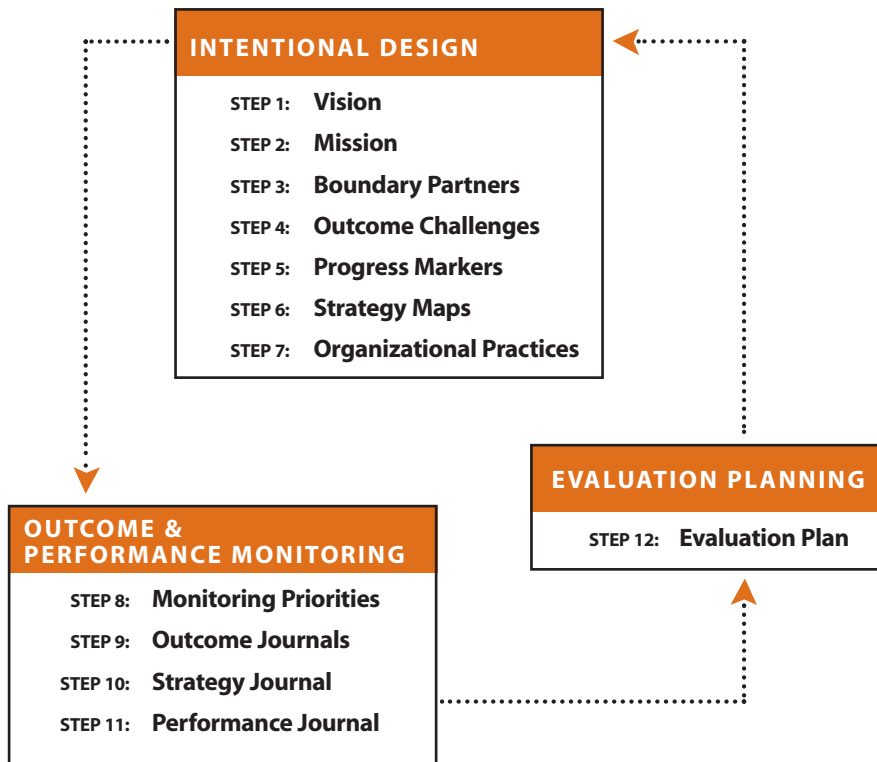 INTENTIONAL DESIGN
STEP 1: Vision
STEP 2: Mission
STEP 3: Boundary Partners
STEP 4: Outcome Challenges
STEP 5: Progress Markers
STEP 6: Strategy Maps
STEP 7: Organizational Practices
OUTCOME &
PERFORMANCE MONITORING
STEP 8: Monitoring Priorities
STEP 9: Outcome Journals
STEP 10: Strategy Journal
STEP 11: Performance Journal
EVALUATION PLANNING
STEP 12: Evaluation Plan